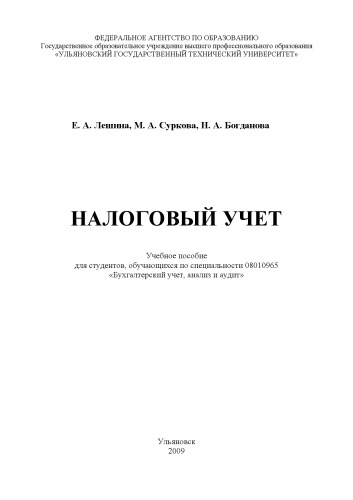 ФЕДЕРАЛЬНОЕ АГЕНТСТВО ПО ОБРАЗОВАНИЮ
Государственное образовательное учреждение высшего профессионального образования
«УЛЬЯНОВСКИЙ ГОСУДАРСТВЕННЫЙ ТЕХНИЧЕСКИЙ УНИВЕРСИТЕТ»
Е. А. Лешина, М. А. Суркова, Н. А. Богданова
НАЛОГОВЫЙ УЧЕТ
Учебное пособие
для студентов, обучающихся по специальности 08010965
«Бухгалтерский учет, анализ и аудит»
Ульяновск
2009